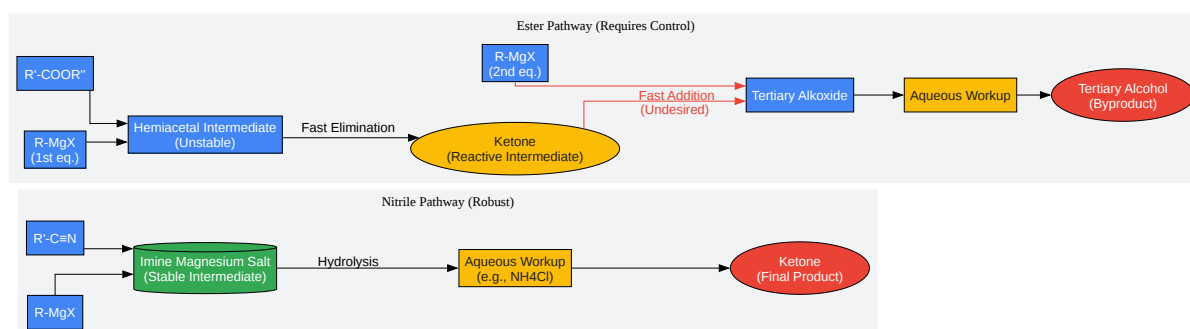 Ester Pathway (Requires Control)
R'-COOR"
R-MgX
(1st eq.)
Hemiacetal Intermediate
(Unstable)
Fast Elimination
Ketone
(Reactive Intermediate)
R-MgX
(2nd eq.)
Fast Addition
(Undesired)
Tertiary Alkoxide
Aqueous Workup
Tertiary Alcohol
(Byproduct)
Nitrile Pathway (Robust)
R'-C≡N
R-MgX
Imine Magnesium Salt
(Stable Intermediate)
Hydrolysis
Aqueous Workup
(e.g., NH4Cl)
Ketone
(Final Product)